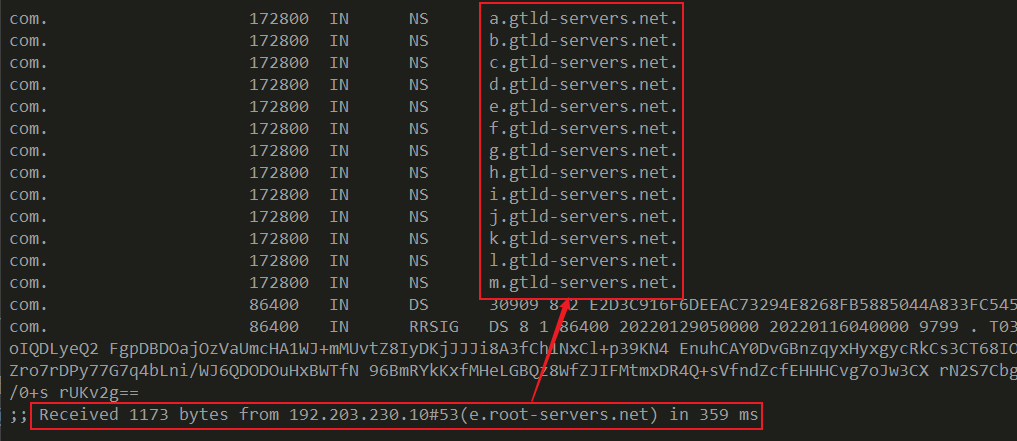 com. 172800 IN NS a.gtld-servers.net.
com. 172800 IN NS b.gtld-servers.net.
com. 172800 IN NS c.gtld-servers.net.
com. 172800 IN NS d.gtld-servers.net.
com. 172800 IN NS e.gtld-servers.net.
com. 172800 IN NS f.gtld-servers.net.
com. 172800 IN NS g.gtld-servers.net.
com. 172800 IN NS h.gtld-servers.net.
com. 172800 IN NS i.gtld-servers.net.
com. 172800 IN NS j.gtld-servers.net.
com. 172800 IN NS k.gtld-servers.net.
com. 172800 IN NS l.gtld-servers.net.
com. 172800 IN NS m.gtld-servers.net.
com. 86400 IN DS 30909 8 2 E2D3C916F6DEEAC73294E8268FB5885044A833FC545
com. 86400 IN RRSIG DS 8 1 86400 20220129050000 20220116040000 9799 . T03
oIQDLyeQ2 FgpDBDOajOzVaUmcHA1WJ+mMUvtZ8IyDKjJJJi8A3fCh1NxCl+p39KN4 EnuhCAY0DvGBnzqyxHyxgycRkCs3CT68IO
Zro7rDPy77G7q4bLni/WJ6QDODOuHxBWTfN 96BmRYkKxfMHeLGBQz8WfZJIFMtmxDR4Q+sVfndZcfEHHHCvg7oJw3CX rN2S7Cbg
/0+s rUKv2g==
;; Received 1173 bytes from 192.203.230.10#53(e.root-servers.net) in 359 ms